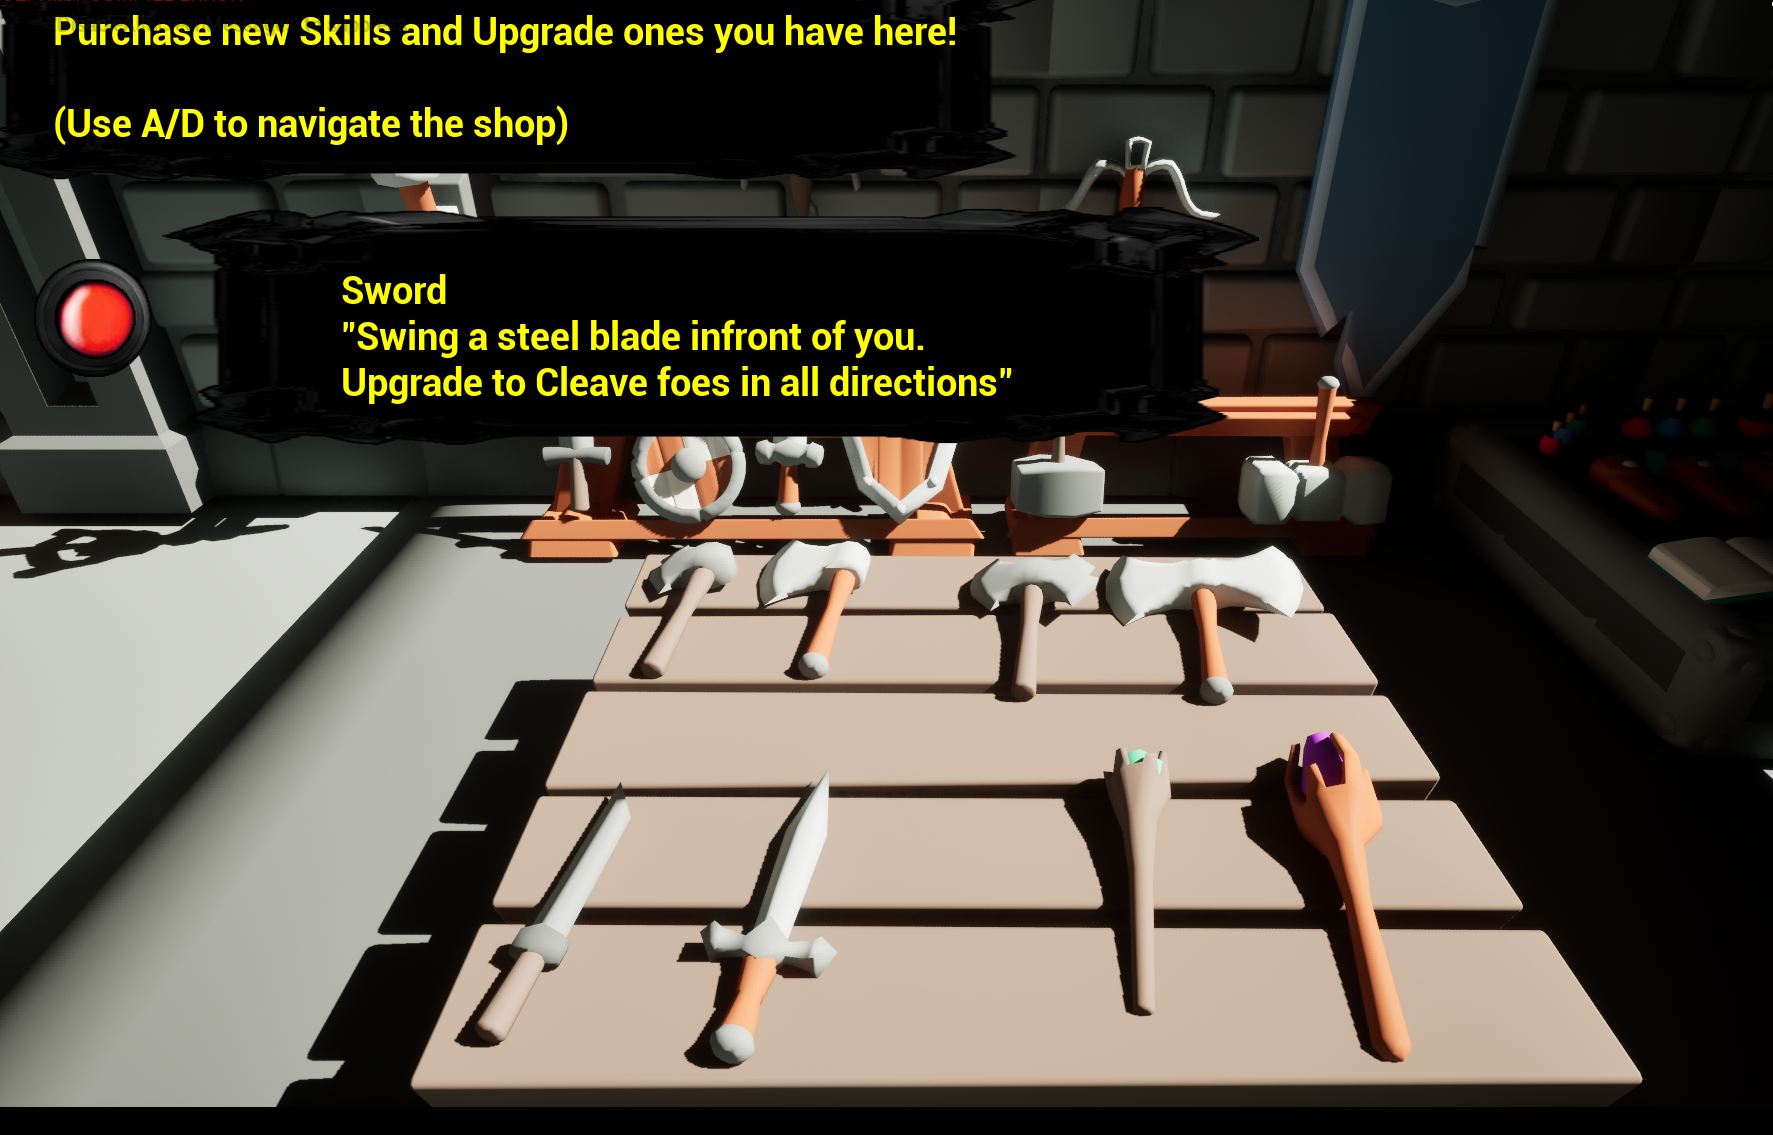 Purchase new Skills and Upgrade ones you have here!
(Use A/D to navigate the shop)
Sword
"Swing a steel blade infront of you.
Upgrade to Cleave foes in all directions"